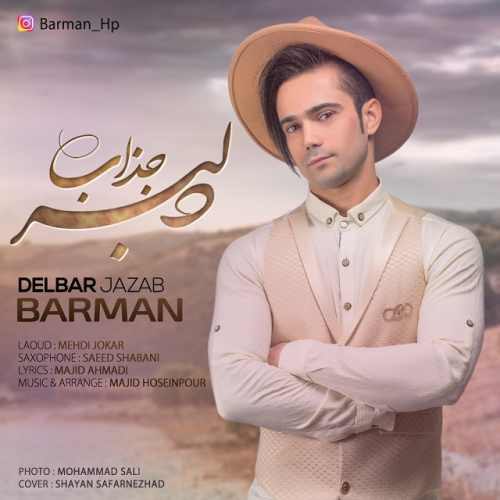 Barman_Hp
دلبر جذاب
DELBAR JAZAB
BARMAN
LAOUD : MEHDI JOKAR
SAXOPHONE : SAEED SHABANI
LYRICS : MAJID AHMADI
MUSIC & ARRANGE : MAJID HOSEINPOUR
PHOTO : MOHAMMAD SALI
COVER : SHAYAN SAFARNEZHAD